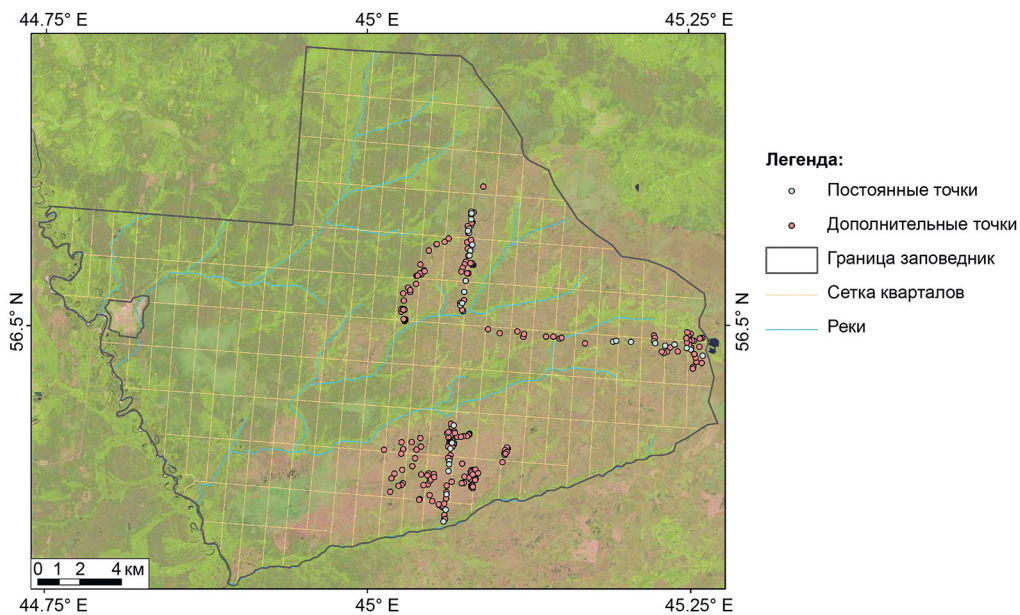 44.75° E 45° E 45.25° E
56.5° N
56.5° N
Легенда:
Постоянные точки
Дополнительные точки
Граница заповедник
Сетка кварталов
Реки
0 1 2 4 км
44.75° E 45° E 45.25° E